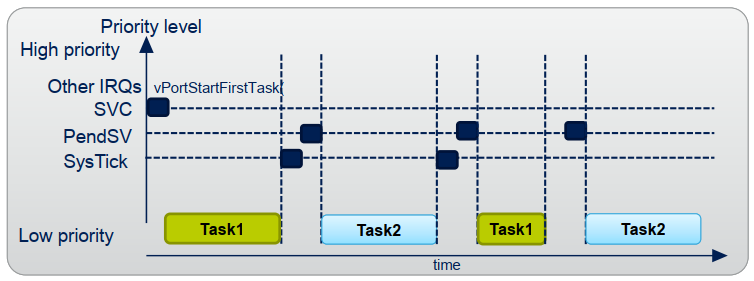 Priority level
High priority
Other IRQs
vPortStartFirstTask(
SVC
PendSV
SysTick
Task1
Task2
Task1
Task2
Low priority
time